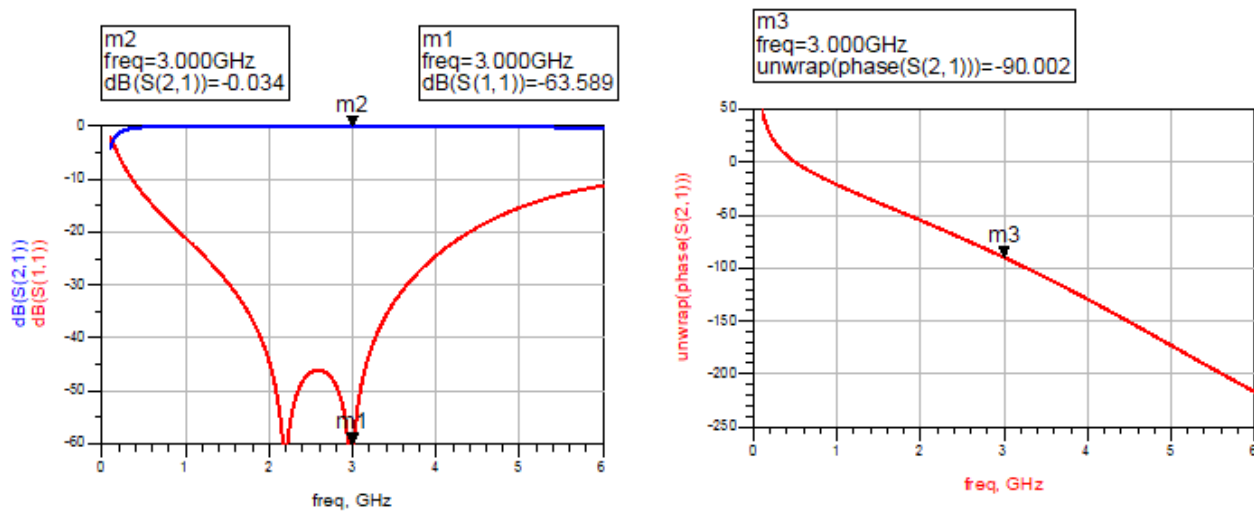 m2
freq=3.000GHz
dB(S(2,1))=-0.034
m1
freq=3.000GHz
dB(S(1,1))=-63.589
m2
0
-10
-20
-30
-40
-50
-60
m1
0
1
2
3
4
5
6
freq, GHz
dB(S(2,1))
dB(S(1,1))
m3
freq=3.000GHz
unwrap(phase(S(2,1)))=-90.002
50
0
-50
-100
-150
-200
-250
m3
0
1
2
3
4
5
6
freq, GHz
unwrap(phase(S(2,1)))